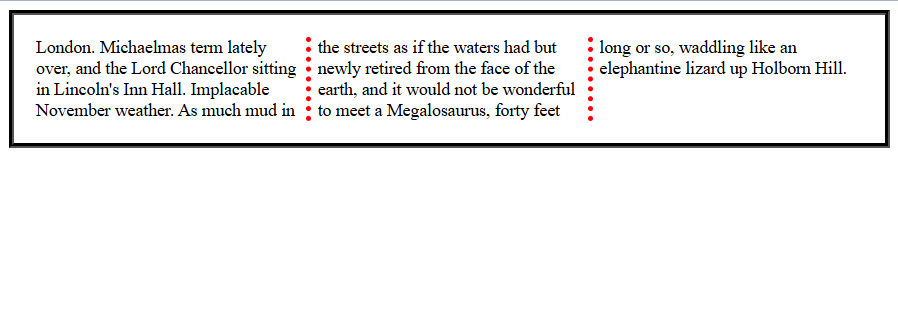 London. Michaelmas term lately
over, and the Lord Chancellor sitting
in Lincoln's Inn Hall. Implacable
November weather. As much mud in
the streets as if the waters had but
newly retired from the face of the
earth, and it would not be wonderful
to meet a Megalosaurus, forty feet
long or so, waddling like an
elephantine lizard up Holborn Hill.